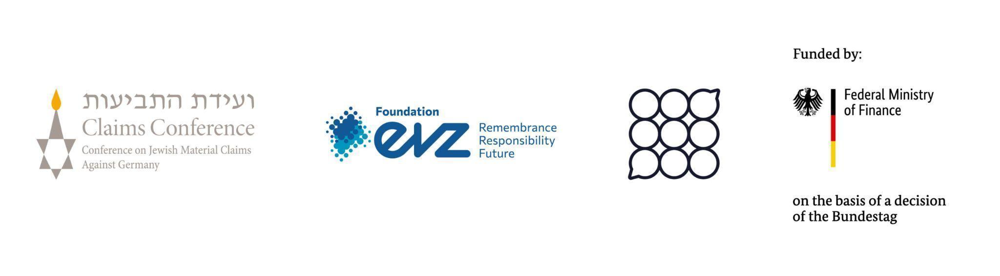 ועידת התביעות
Claims Conference
Conference on Jewish Material Claims
Against Germany
Foundation
evz
Remembrance
Responsibility
Future
Funded by:
Federal Ministry
of Finance
on the basis of a decision
of the Bundestag